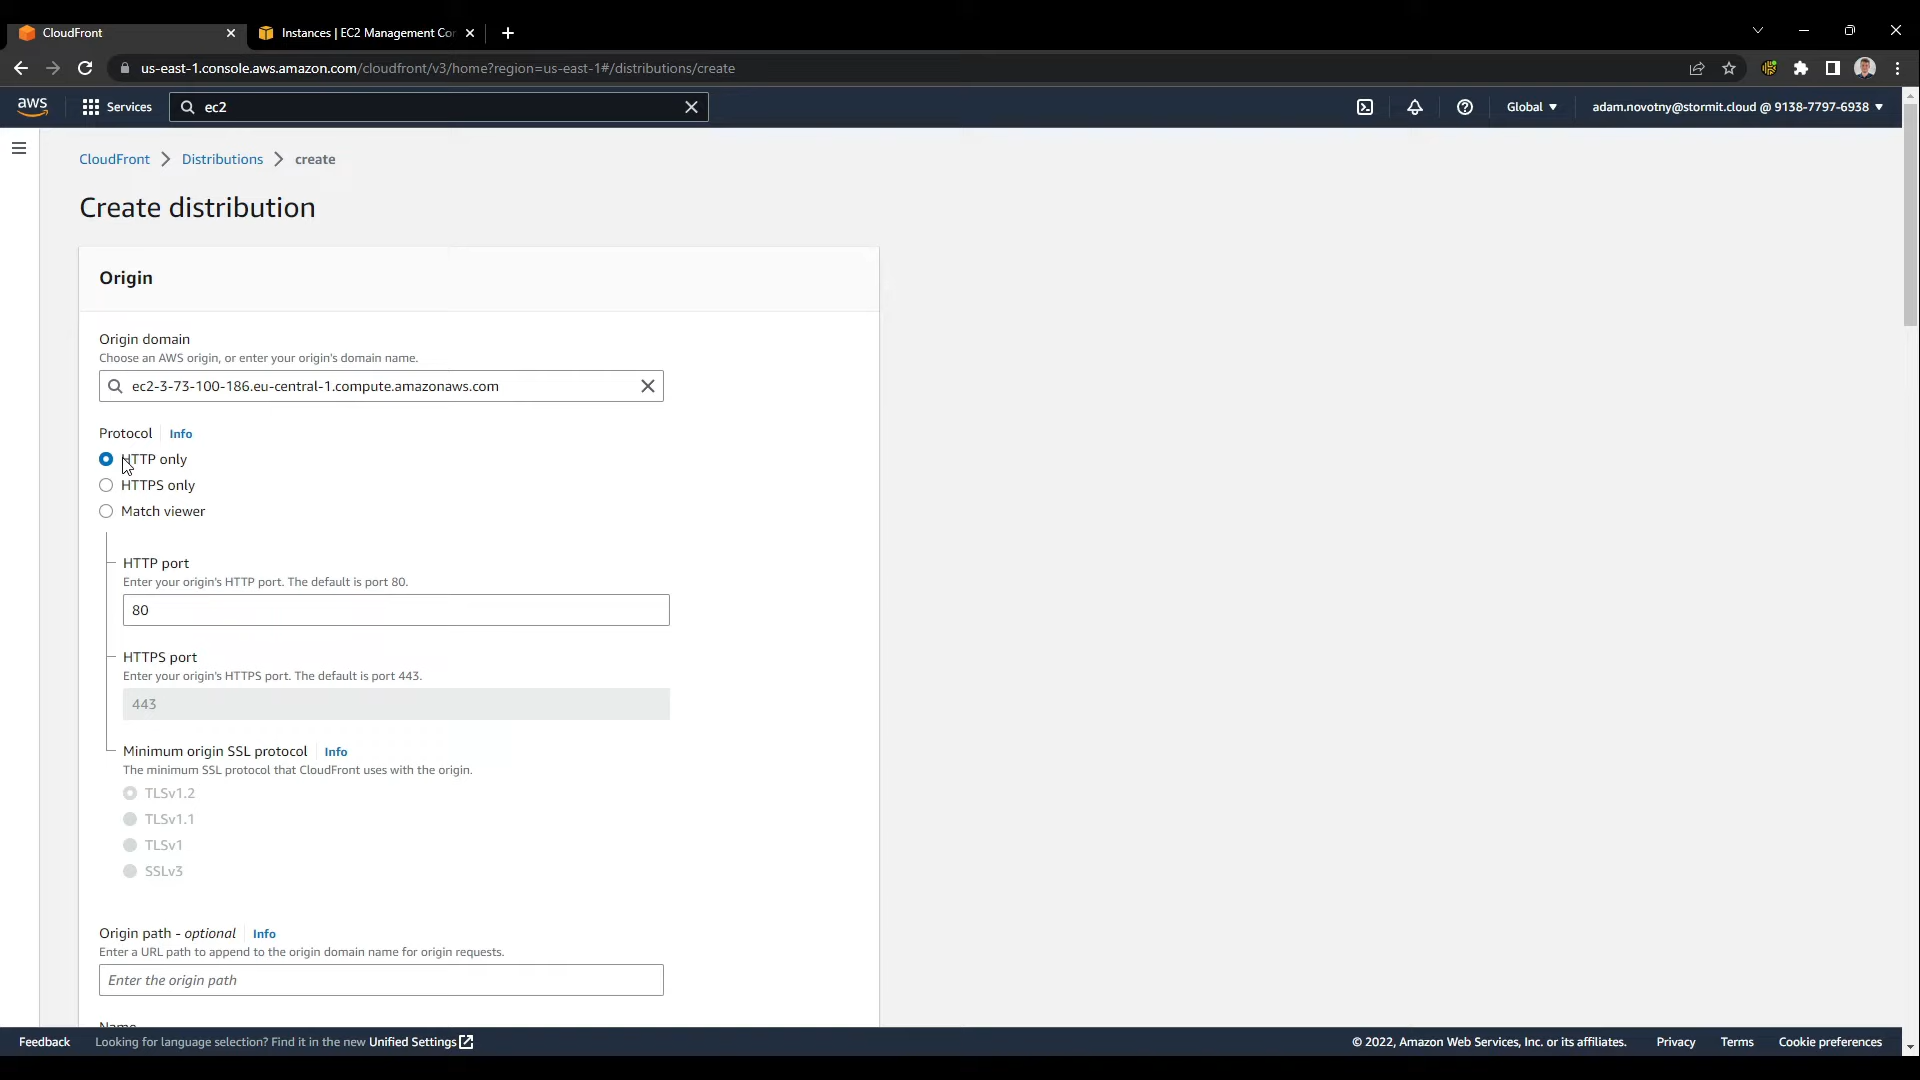 CloudFront
Instances | EC2 Management Co
us-east-1.console.aws.amazon.com/cloudfront/v3/home?region=us-east-1#/distributions/create
aws Services ec2 Global adam.novotny@stormit.cloud @ 9138-7797-6938
CloudFront > Distributions > create
Create distribution
Origin
Origin domain
Choose an AWS origin, or enter your origin's domain name.
ec2-3-73-100-186.eu-central-1.compute.amazonaws.com
Protocol Info
HTTP only
HTTPS only
Match viewer
HTTP port
Enter your origin's HTTP port. The default is port 80.
80
HTTPS port
Enter your origin's HTTPS port. The default is port 443.
443
Minimum origin SSL protocol Info
The minimum SSL protocol that CloudFront uses with the origin.
TLSv1.2
TLSv1.1
TLSv1
SSLv3
Origin path - optional Info
Enter a URL path to append to the origin domain name for origin requests.
Enter the origin path
Name
Feedback Looking for language selection? Find it in the new Unified Settings © 2022, Amazon Web Services, Inc. or its affiliates. Privacy Terms Cookie preferences